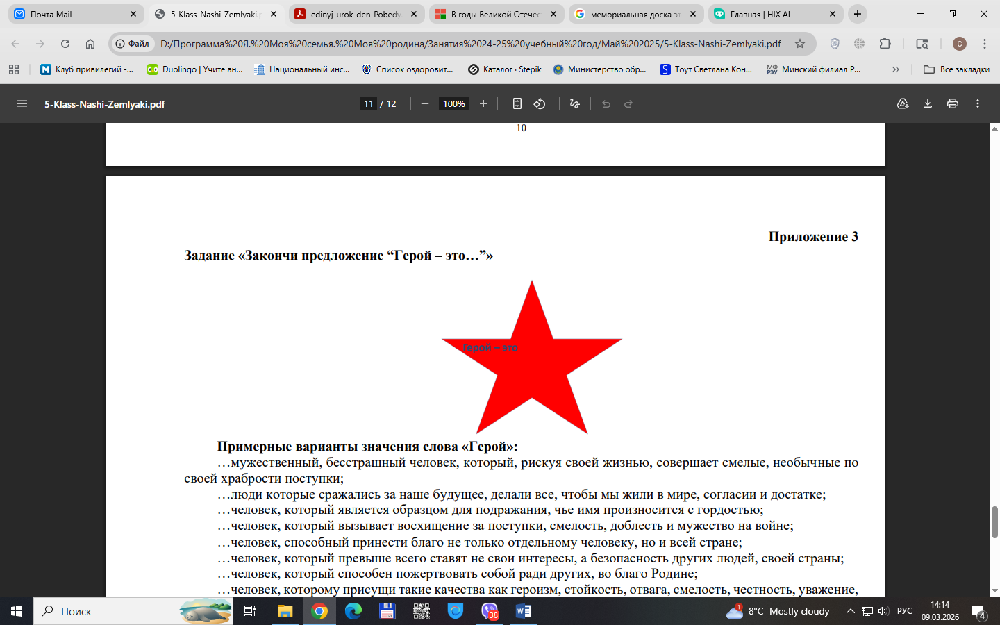 Почта Mail
5-Klass-Nashi-Zemlyaki.p
edinyj-urok-den-Pobedy
В годы Великой Отечес
мемориальная доска эт
Главная | HIX AI
Файл
D:/Программа%20Я.%20Моя%20семья.%20Моя%20родина/Занятия%2024-25%20учебный%20год/Май%202025/5-Klass-Nashi-Zemlyaki.pdf
С
Клуб привилегий -...
Duolingo | Учите ан...
Национальный инс...
Список оздоровит...
Каталог · Stepik
Министерство обр...
Тоут Светлана Кон...
МФ РЭУ
Минский филиал Р...
Все закладки
5-Klass-Nashi-Zemlyaki.pdf
11 / 12
100%
10
Приложение 3
Задание «Закончи предложение “Герой – это…”»
Герой – это
Примерные варианты значения слова «Герой»:
…мужественный, бесстрашный человек, который, рискуя своей жизнью, совершает смелые, необычные по
своей храбрости поступки;
…люди которые сражались за наше будущее, делали все, чтобы мы жили в мире, согласии и достатке;
…человек, который является образцом для подражания, чье имя произносится с гордостью;
…человек, который вызывает восхищение за поступки, смелость, доблесть и мужество на войне;
…человек, способный принести благо не только отдельному человеку, но и всей стране;
…человек, который превыше всего ставят не свои интересы, а безопасность других людей, своей страны;
…человек, который способен пожертвовать собой ради других, во благо Родине;
…человек, которому присущи такие качества как героизм, стойкость, отвага, смелость, честность, уважение,
Поиск
38
1
8°C Mostly cloudy
РУС
14:14
09.03.2026
4